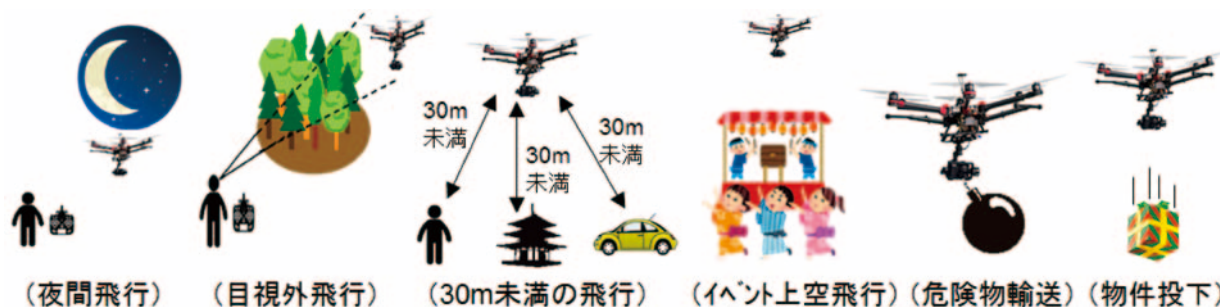 30m
未満
30m
未満
30m
未満
(夜間飛行)
(目視外飛行)
(30m未満の飛行)
(イベント上空飛行)
(危険物輸送)
(物件投下)